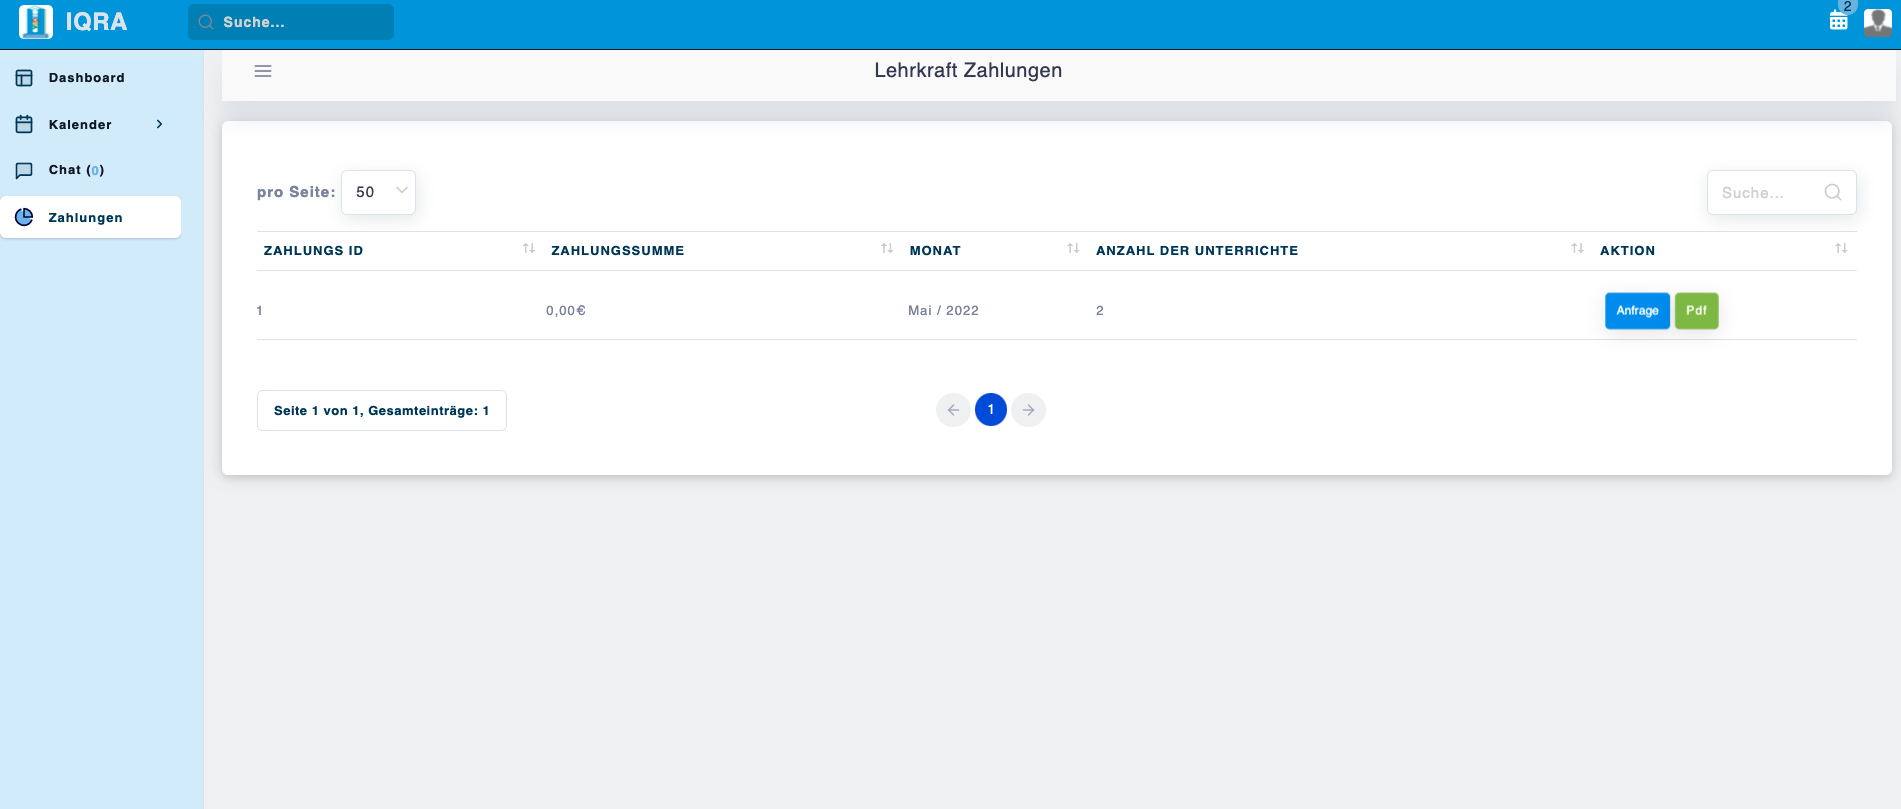 IQRA
Suche...
2
Dashboard
Kalender
Chat (0)
Zahlungen
Lehrkraft Zahlungen
pro Seite: 50
Suche...
ZAHLUNGS ID ZAHLUNGSSUMME MONAT ANZAHL DER UNTERRICHTE AKTION
1 0,00€ Mai / 2022 2 Anfrage Pdf
Seite 1 von 1, Gesamteinträge: 1
1